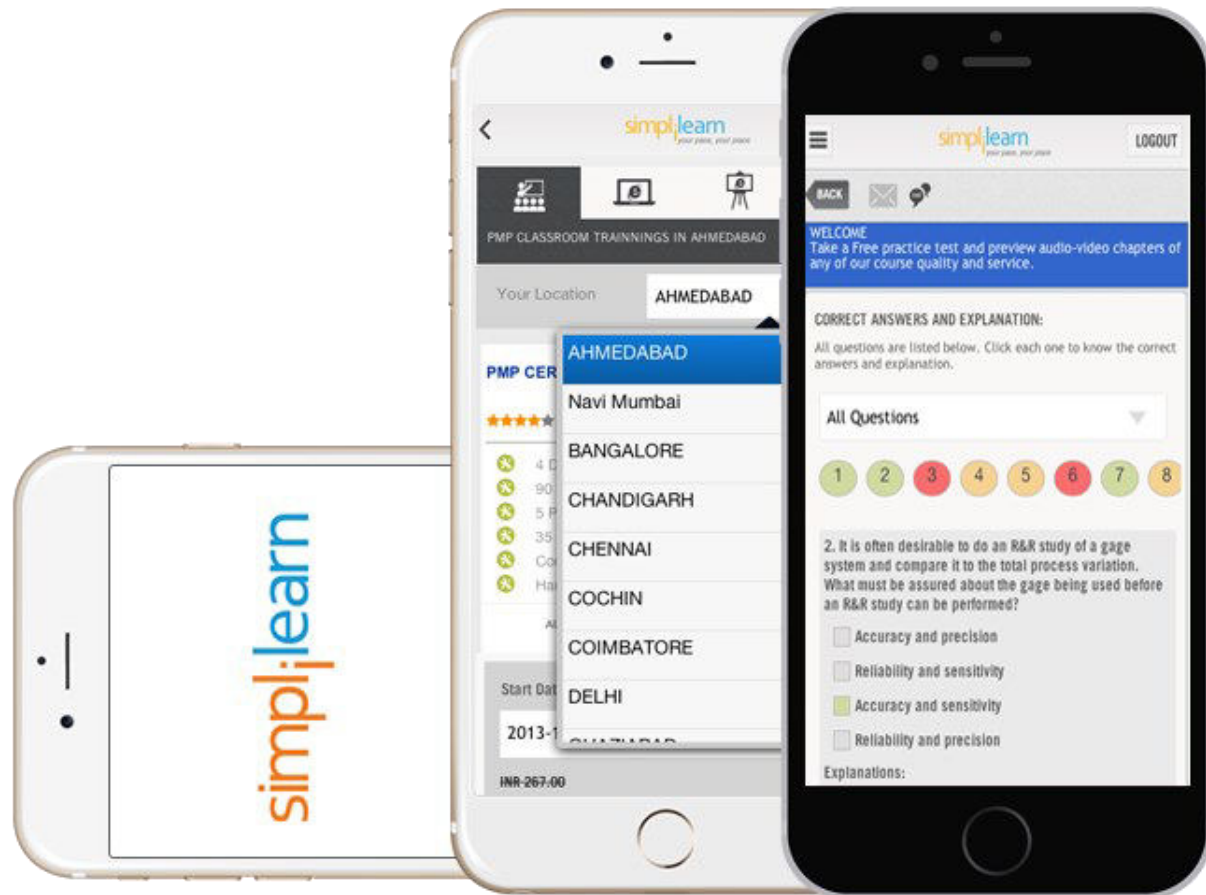 simplilearn
simplilearn
your pace, your place
PMP CLASSROOM TRAINNINGS IN AHMEDABAD
Your Location
AHMEDABAD
AHMEDABAD
Navi Mumbai
BANGALORE
CHANDIGARH
CHENNAI
COCHIN
COIMBATORE
DELHI
PMP CER
4 D
90
5 P
35
Co
Ha
Start Dat
2013-1
INR 267.00
simplilearn
your pace, your place
LOGOUT
BACK
WELCOME
Take a Free practice test and preview audio-video chapters of
any of our course quality and service.
CORRECT ANSWERS AND EXPLANATION:
All questions are listed below. Click each one to know the correct
answers and explanation.
All Questions
1 2 3 4 5 6 7 8
2. It is often desirable to do an R&R study of a gage
system and compare it to the total process variation.
What must be assured about the gage being used before
an R&R study can be performed?
Accuracy and precision
Reliability and sensitivity
Accuracy and sensitivity
Reliability and precision
Explanations: